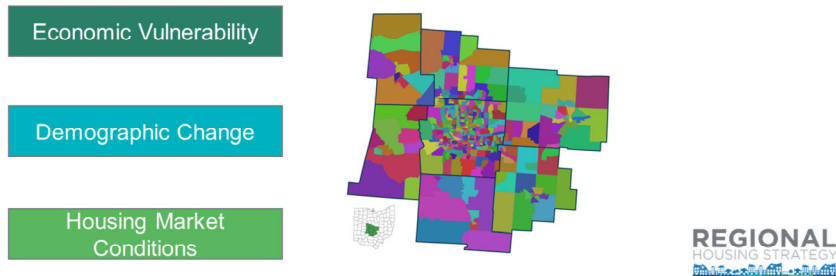 Economic Vulnerability
Demographic Change
Housing Market
Conditions
REGIONAL
HOUSING STRATEGY